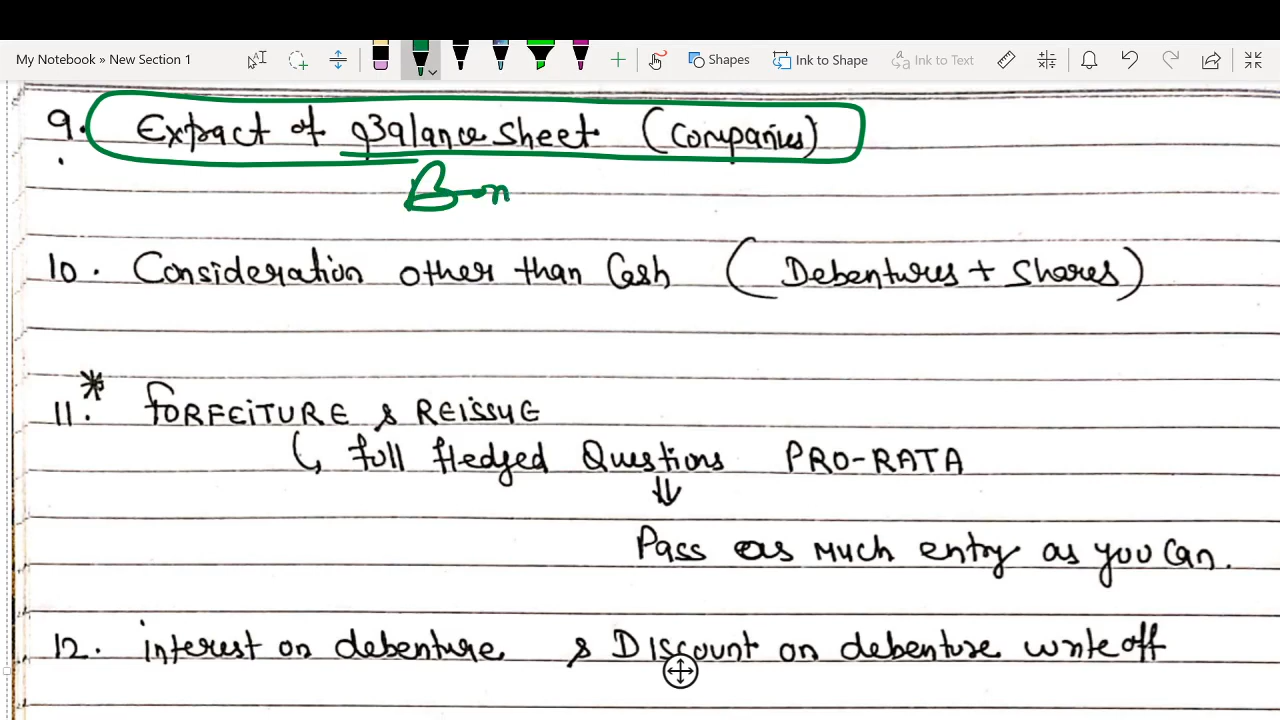 My Notebook » New Section 1
Shapes
Ink to Shape
Ink to Text
9. Extract of Balance Sheet (Companies)
10. Consideration other than Cash (Debentures + Shares)
11.* FORFEITURE & REISSUE
↳ full fledged Questions PRO-RATA
⇓
Pass as much entry as you can.
12. interest on debenture & Discount on debenture write off